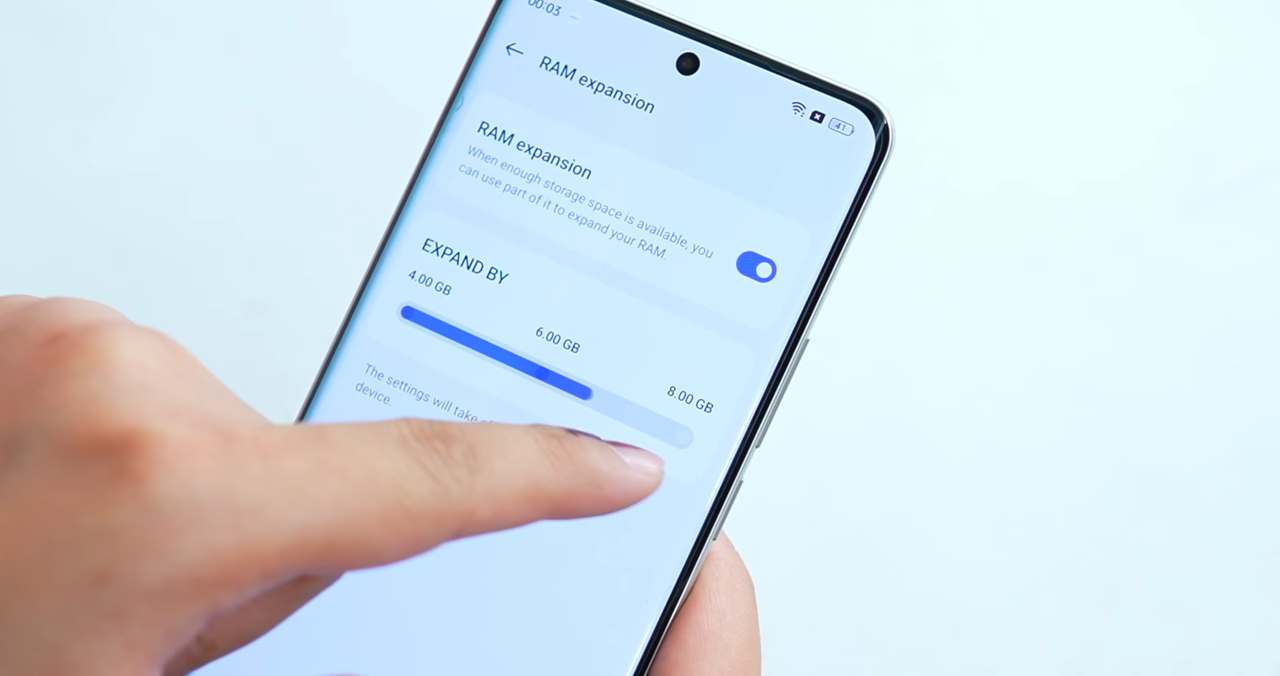 00:03
RAM expansion
41
RAM expansion
When enough storage space is available, you
can use part of it to expand your RAM.
EXPAND BY
4.00 GB
6.00 GB
8.00 GB
The settings will take
device.